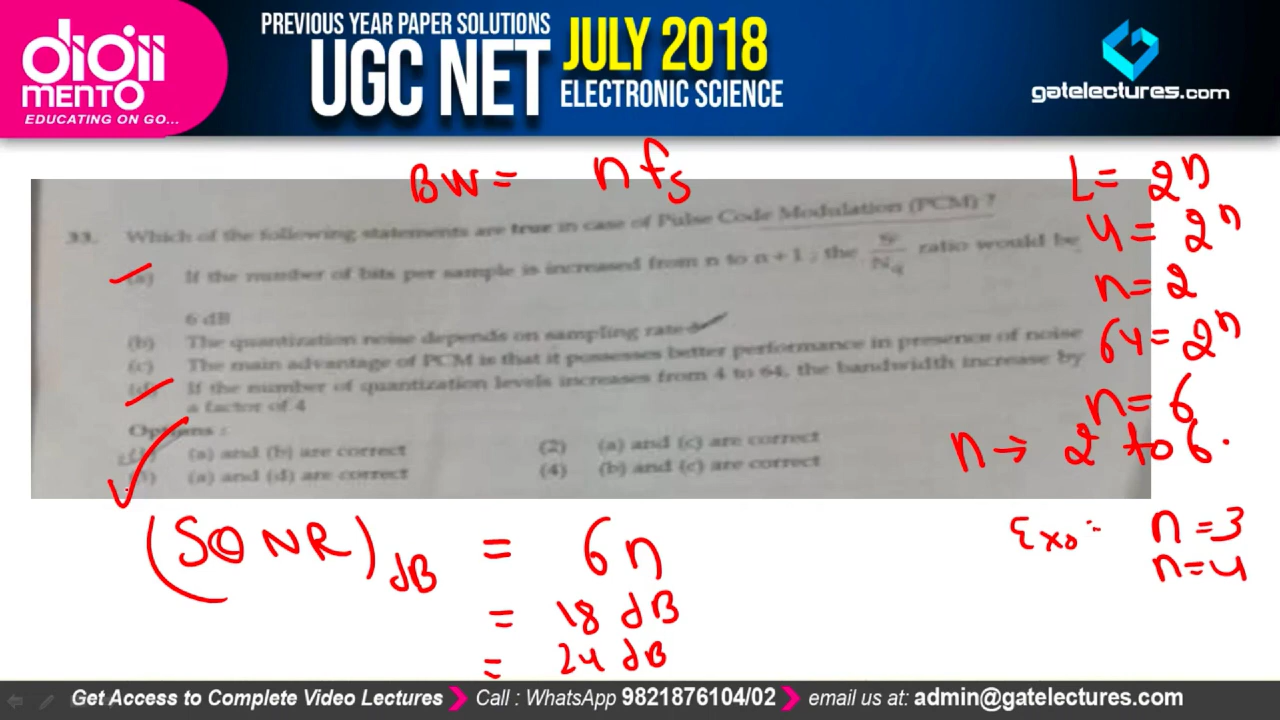 digii
MENTO
EDUCATING ON GO...
PREVIOUS YEAR PAPER SOLUTIONS
UGC NET
JULY 2018
ELECTRONIC SCIENCE
gatelectures.com
BW = nfs
L = 2^n
4 = 2^n
n = 2
64 = 2^n
n = 6
n → 2 to 6.
33. Which of the following statements are true in case of Pulse Code Modulation (PCM) ?
(a) If the number of bits per sample is increased from n to n + 1 ; the S/Nq ratio would be
6 dB
(b) The quantization noise depends on sampling rate
(c) The main advantage of PCM is that it possesses better performance in presence of noise
(d) If the number of quantization levels increases from 4 to 64, the bandwidth increase by
a factor of 4
Options :
(a) and (b) are correct (2) (a) and (c) are correct
(a) and (d) are correct (4) (b) and (c) are correct
(SQNR)dB = 6n
= 18 dB
= 24 dB
n = 3
n = 4
Get Access to Complete Video Lectures | Call : WhatsApp 9821876104/02 | email us at: admin@gatelectures.com